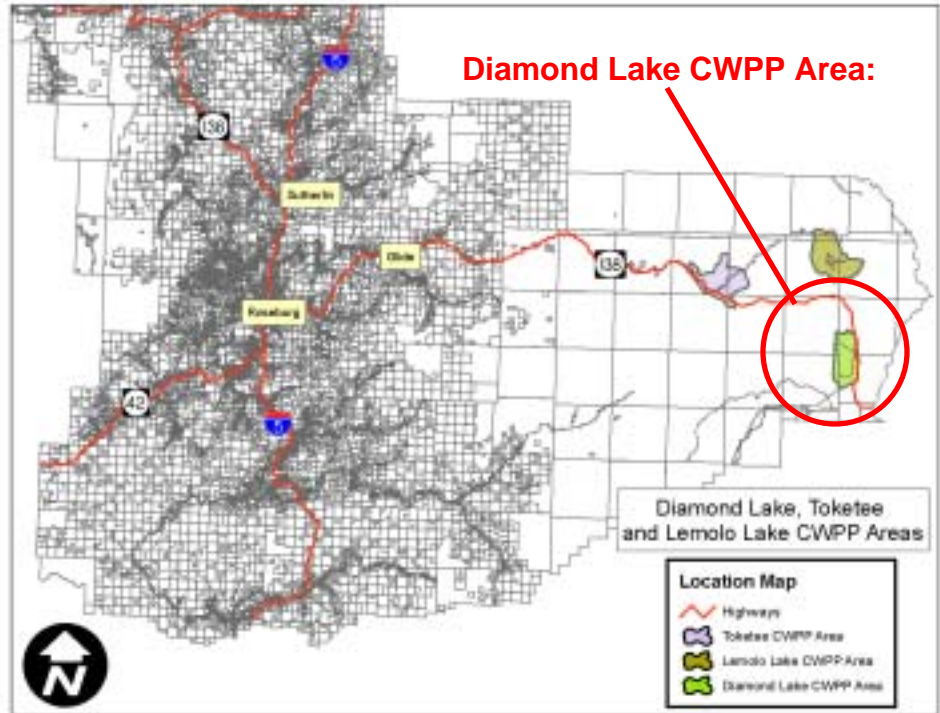 Diamond Lake CWPP Area:
5
138
Sutherlin
Glide
138
Roseburg
42
5
Diamond Lake, Toketee
and Lemolo Lake CWPP Areas
Location Map
Highways
Toketee CWPP Area
Lemolo Lake CWPP Area
Diamond Lake CWPP Area
N